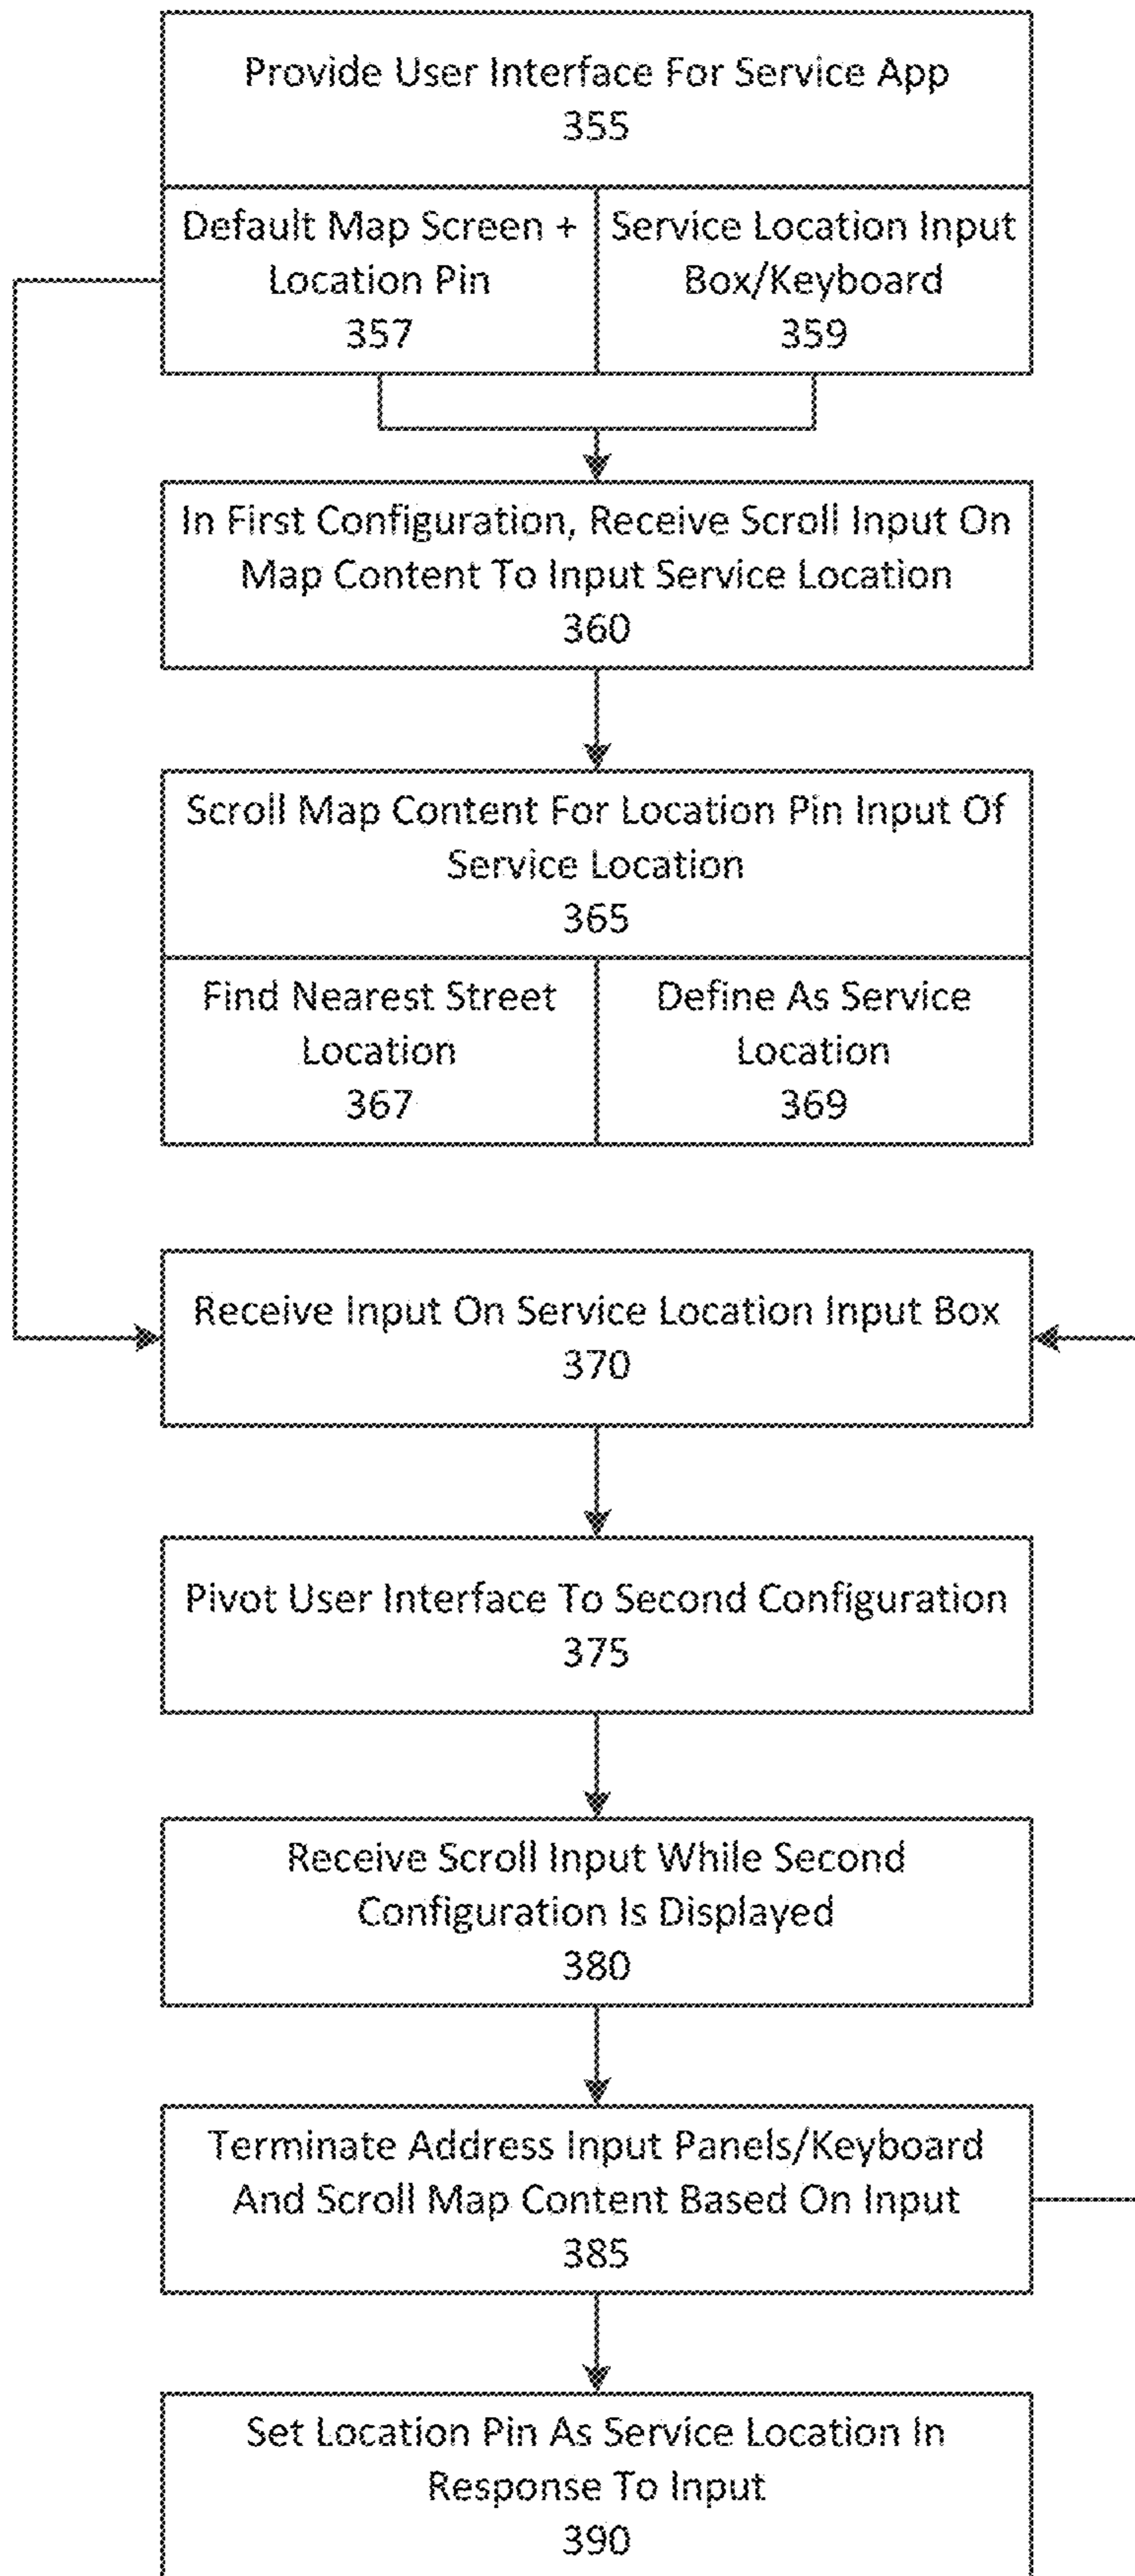 Provide User Interface For Service App
355
Default Map Screen +
Location Pin
357
Service Location Input
Box/Keyboard
359
In First Configuration, Receive Scroll Input On
Map Content To Input Service Location
360
Scroll Map Content For Location Pin Input Of
Service Location
365
Find Nearest Street
Location
367
Define As Service
Location
369
Receive Input On Service Location Input Box
370
Pivot User Interface To Second Configuration
375
Receive Scroll Input While Second
Configuration Is Displayed
380
Terminate Address Input Panels/Keyboard
And Scroll Map Content Based On Input
385
Set Location Pin As Service Location In
Response To Input
390